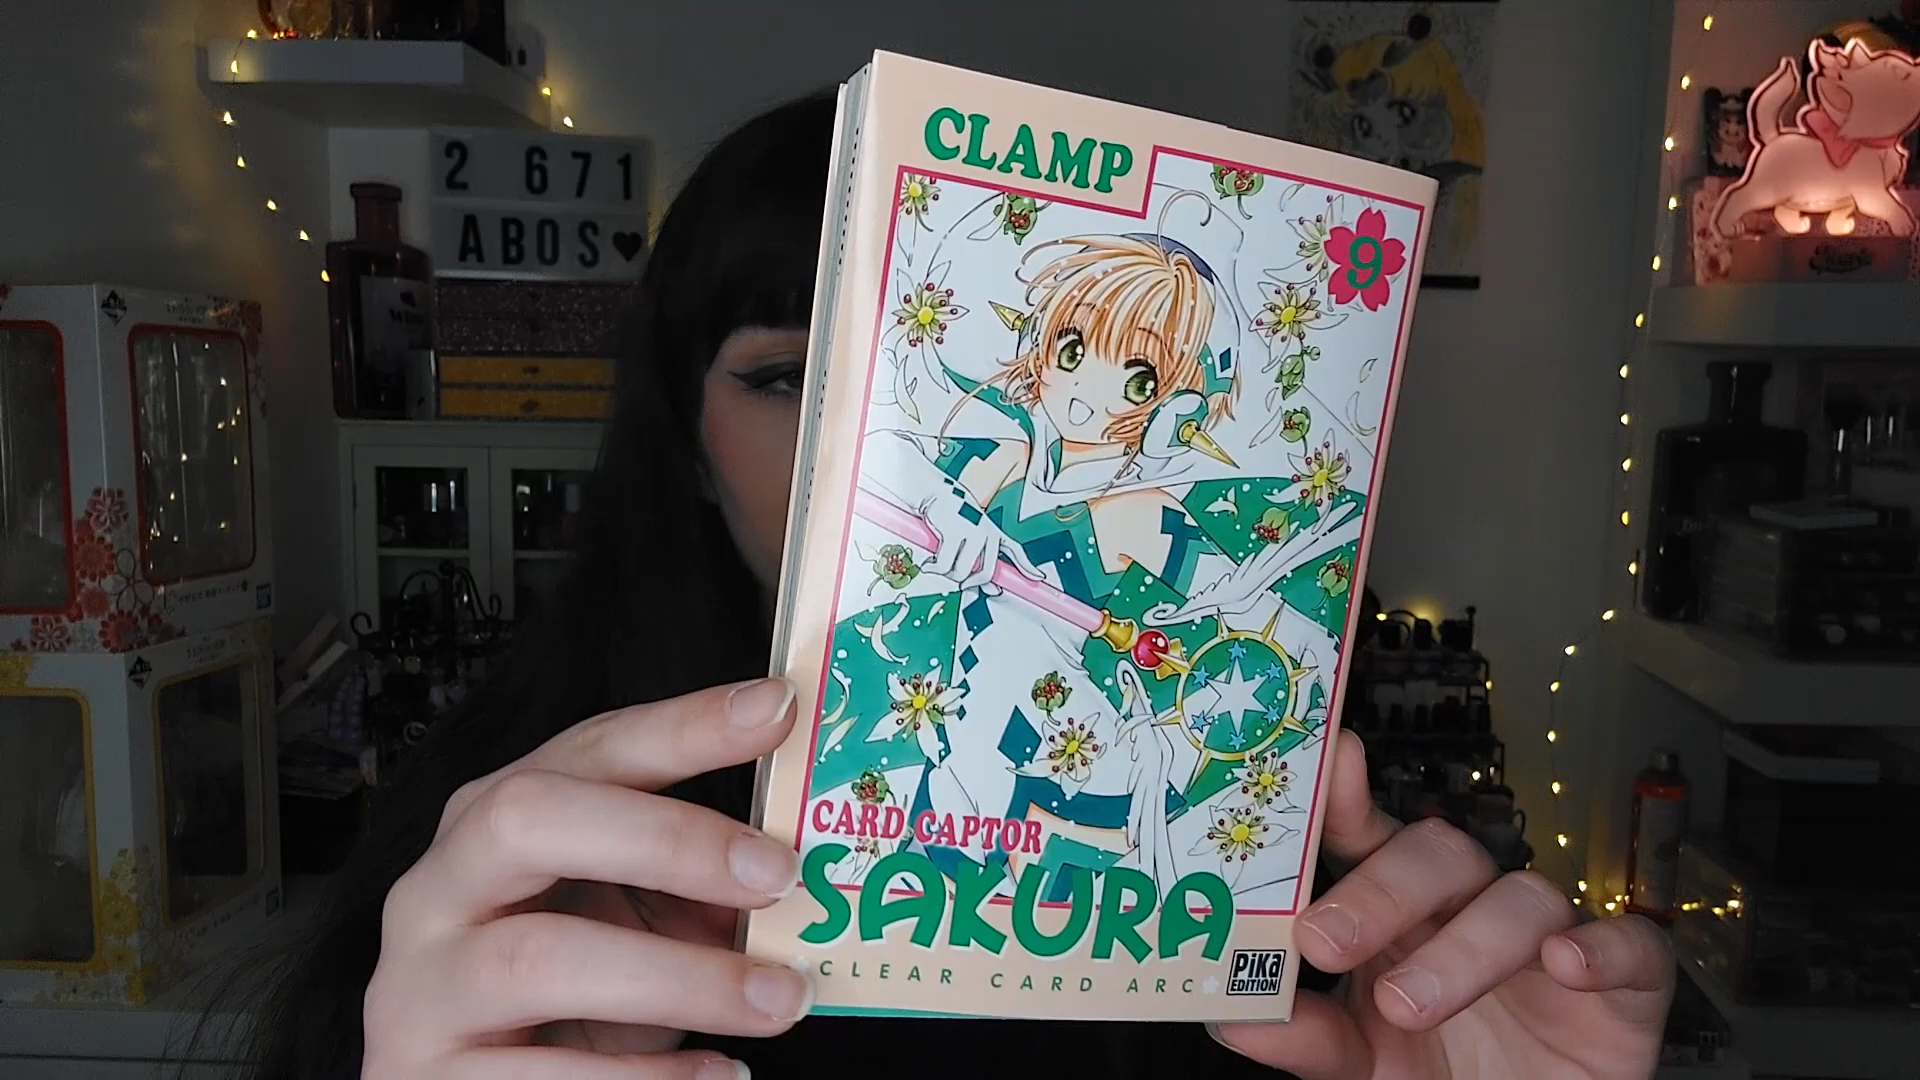 2 671
ABOS♥
CLAMP
9
CARD CAPTOR
SAKURA
CLEAR CARD ARC
PiKa
EDITION